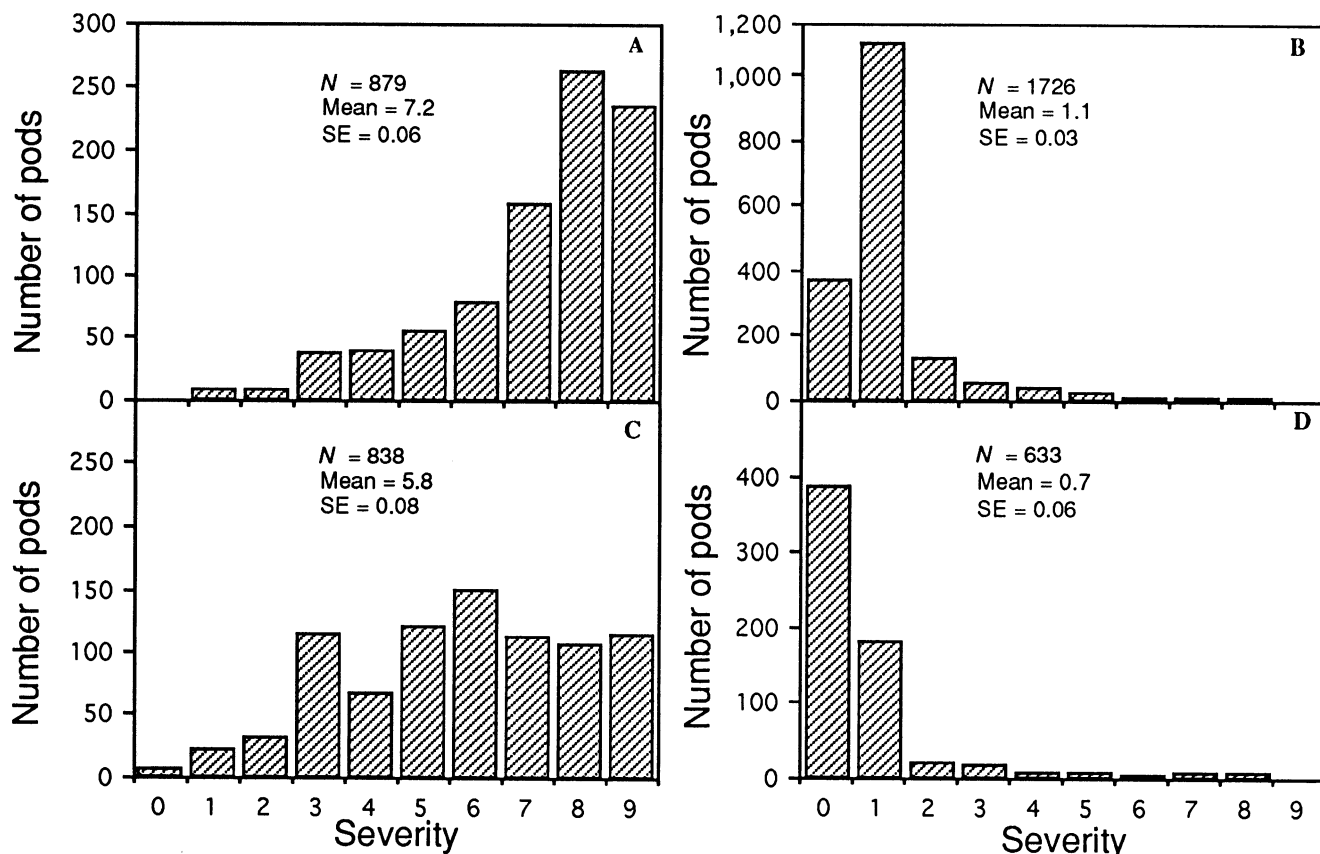 A
N = 879
Mean = 7.2
SE = 0.06
Number of pods
300
250
200
150
100
50
0
B
N = 1726
Mean = 1.1
SE = 0.03
Number of pods
1,200
1,000
800
600
400
200
0
C
N = 838
Mean = 5.8
SE = 0.08
Number of pods
250
200
150
100
50
0
0 1 2 3 4 5 6 7 8 9
Severity
D
N = 633
Mean = 0.7
SE = 0.06
Number of pods
400
300
200
100
0
0 1 2 3 4 5 6 7 8 9
Severity